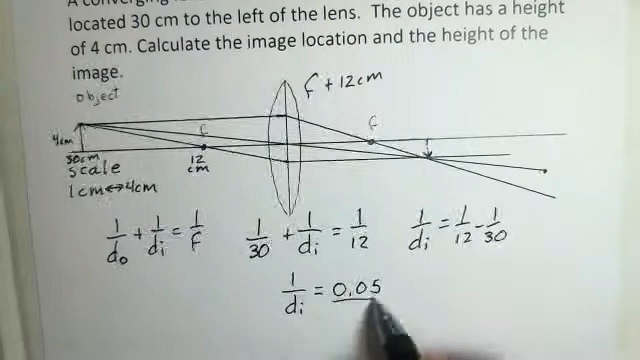 located 30 cm to the left of the lens. The object has a height
of 4 cm. Calculate the image location and the height of the
image.
object
f +12cm
4cm
f
f
30cm
12
cm
scale
1cm↔4cm
1/do + 1/di = 1/f
1/30 + 1/di = 1/12
1/di = 1/12 - 1/30
1/di = 0.05